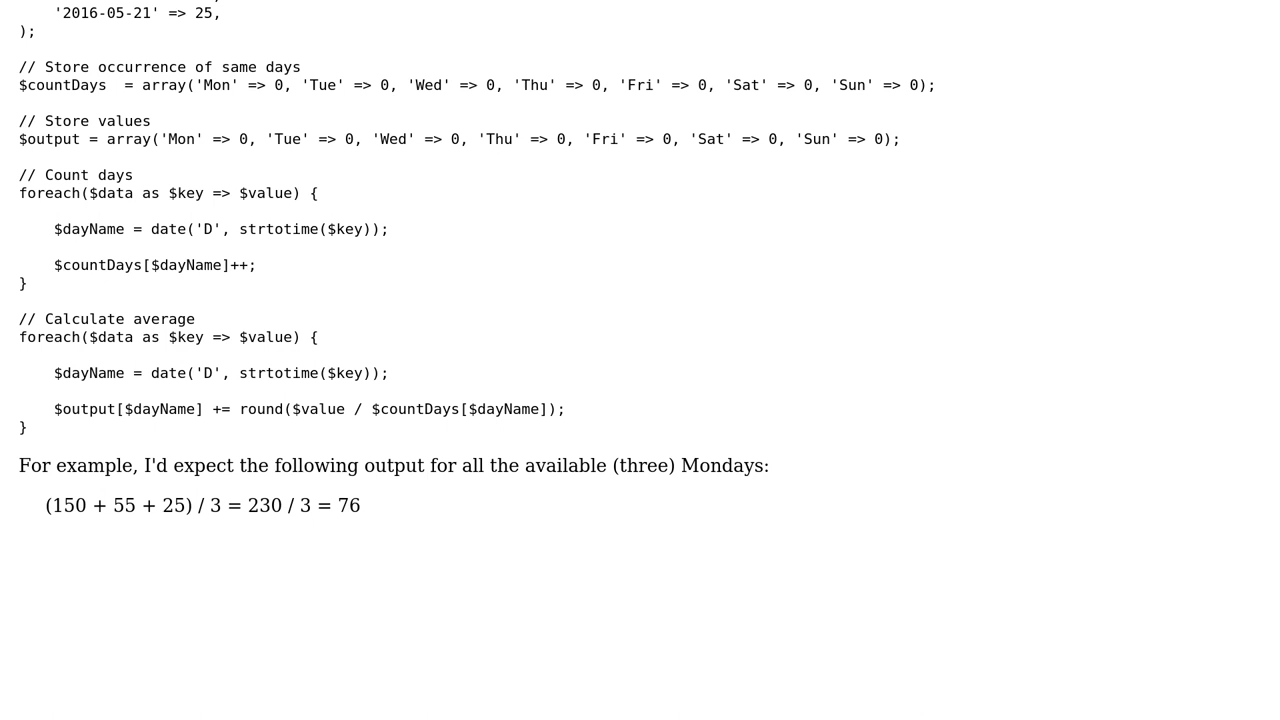 '2016-05-21' => 25,
);
// Store occurrence of same days
$countDays  = array('Mon' => 0, 'Tue' => 0, 'Wed' => 0, 'Thu' => 0, 'Fri' => 0, 'Sat' => 0, 'Sun' => 0);
// Store values
$output = array('Mon' => 0, 'Tue' => 0, 'Wed' => 0, 'Thu' => 0, 'Fri' => 0, 'Sat' => 0, 'Sun' => 0);
// Count days
foreach($data as $key => $value) {
    $dayName = date('D', strtotime($key));
    $countDays[$dayName]++;
}
// Calculate average
foreach($data as $key => $value) {
    $dayName = date('D', strtotime($key));
    $output[$dayName] += round($value / $countDays[$dayName]);
}
For example, I'd expect the following output for all the available (three) Mondays:
(150 + 55 + 25) / 3 = 230 / 3 = 76